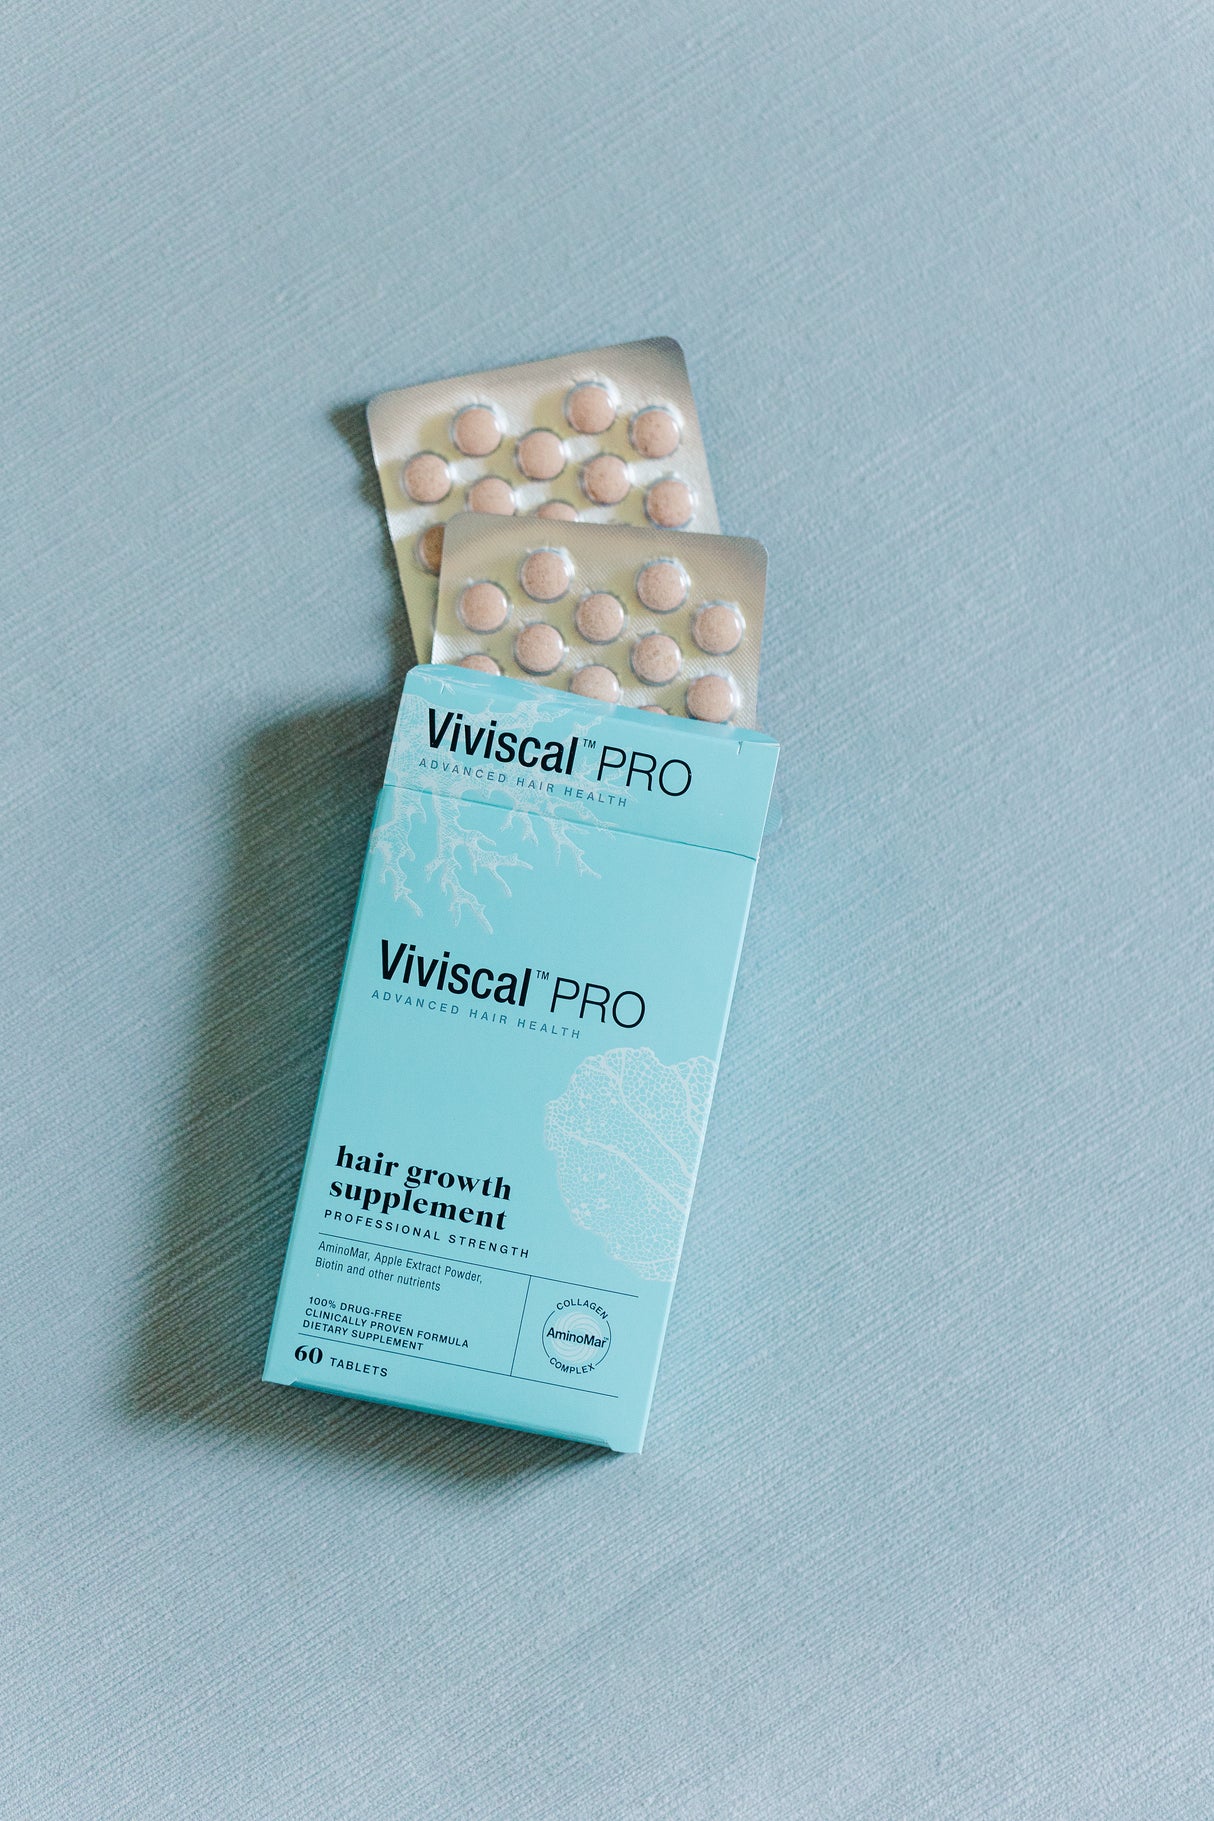 Viviscal™ PRO
ADVANCED HAIR HEALTH
Viviscal™ PRO
ADVANCED HAIR HEALTH
hair growth
supplement
PROFESSIONAL STRENGTH
AminoMar, Apple Extract Powder,
Biotin and other nutrients
100% DRUG-FREE
CLINICALLY PROVEN FORMULA
DIETARY SUPPLEMENT
60 TABLETS
COLLAGEN
AminoMar™
COMPLEX